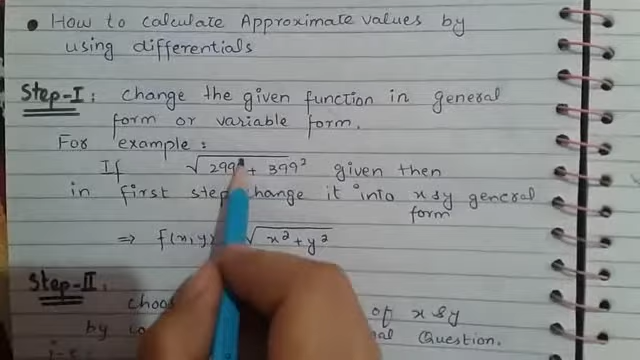 • How to calculate Approximate values by
using differentials
Step-I: change the given function in general
form or variable form.
For example:
If √299 + 399² given then
in first step change it into x & y general
form
⇒ f(x,y) √x²+y²
Step-II:
of x & y
by Question.
i-e